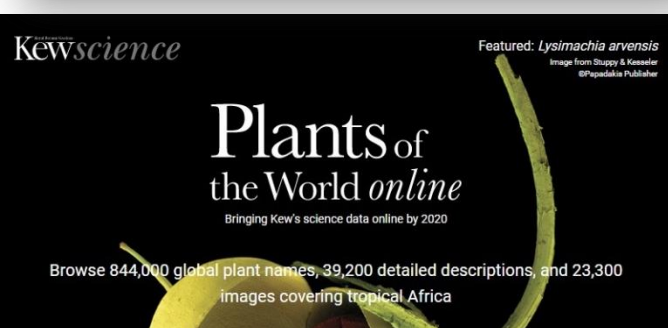 Kewscience
Featured: Lysimachia arvensis
Image from Stuppy & Kesseler
©Papadakis Publisher
Plants of
the World online
Bringing Kew's science data online by 2020
Browse 844,000 global plant names, 39,200 detailed descriptions, and 23,300
images covering tropical Africa